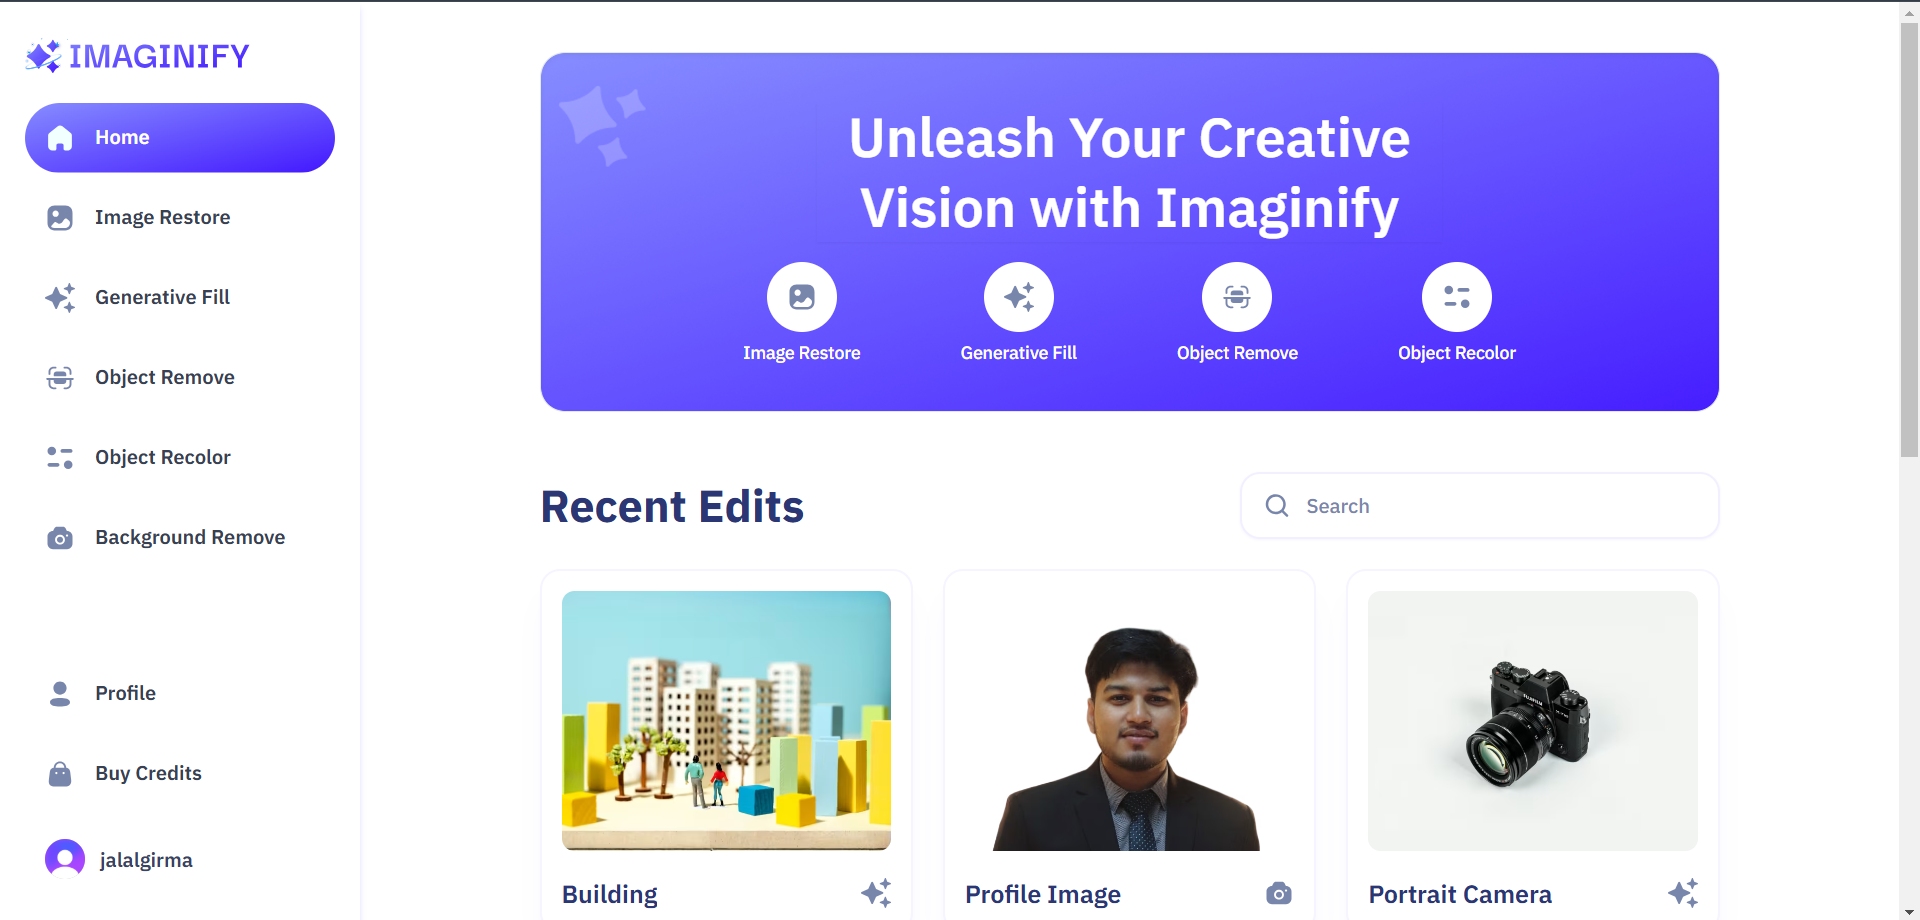 IMAGINIFY
Home
Image Restore
Generative Fill
Object Remove
Object Recolor
Background Remove
Profile
Buy Credits
jalalgirma
Unleash Your Creative
Vision with Imaginify
Image Restore
Generative Fill
Object Remove
Object Recolor
Recent Edits
Search
Building
Profile Image
Portrait Camera